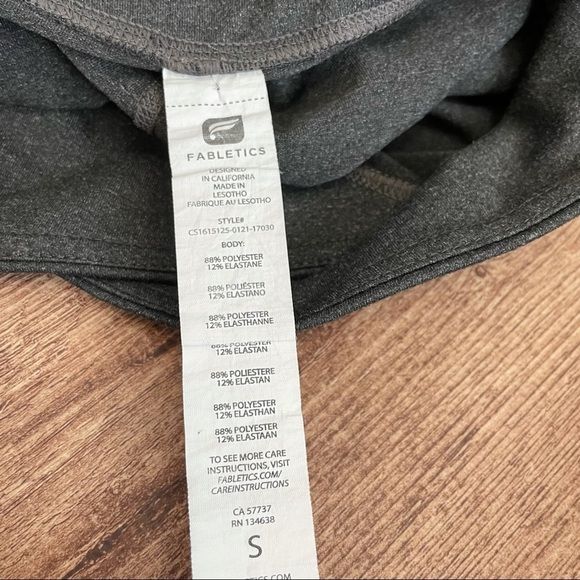 FABLETICS
DESIGNED
IN CALIFORNIA
MADE IN
LESOTHO
FABRIQUE AU LESOTHO
STYLE#
CS1615125-0121-17030
BODY:
88% POLYESTER
12% ELASTANE
88% POLIÉSTER
12% ELASTANO
88% POLYESTER
12% ELASTHANNE
88% POLYESTER
12% ELASTAN
88% POLIESTERE
12% ELASTAN
88% POLYESTER
12% ELASTHAN
88% POLYESTER
12% ELASTAAN
TO SEE MORE CARE
INSTRUCTIONS, VISIT
FABLETICS.COM/
CAREINSTRUCTIONS
CA 57737
RN 134638
S